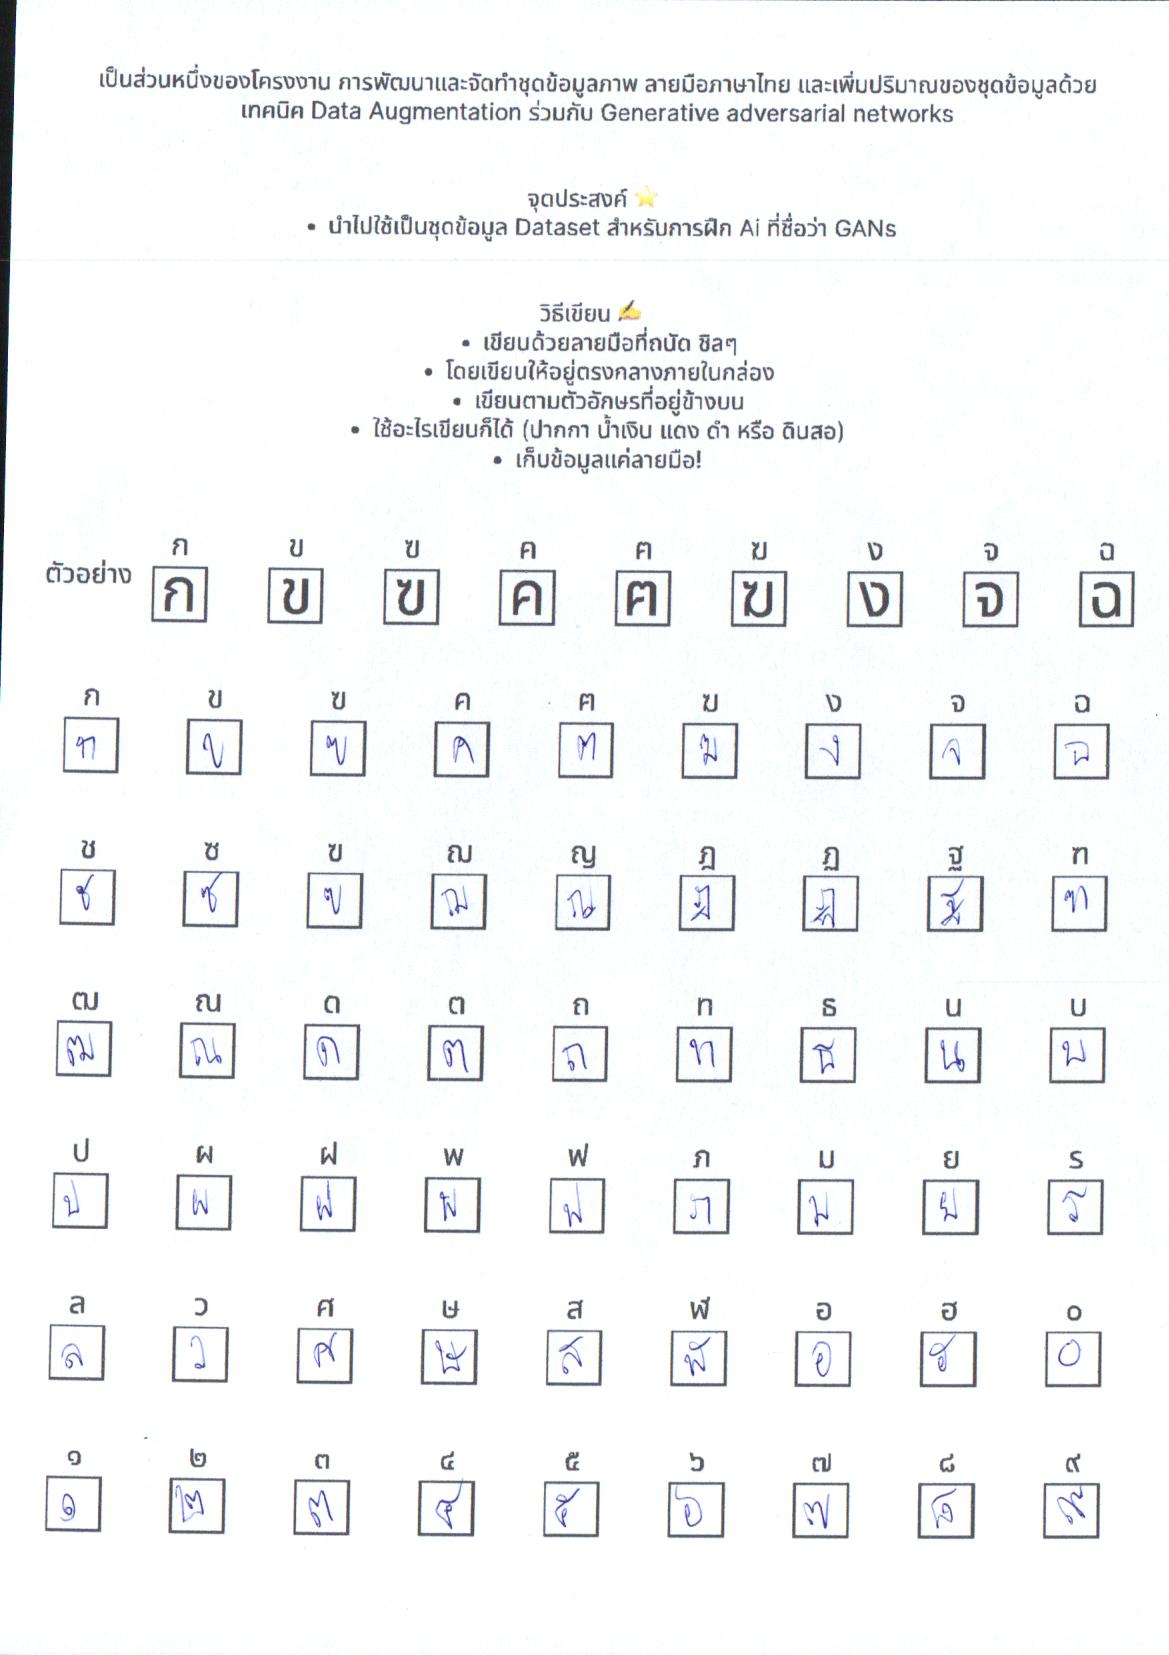 เป็นส่วนหนึ่งของโครงงาน การพัฒนาและจัดทำชุดข้อมูลภาพ ลายมือภาษาไทย และเพิ่มปริมาณของชุดข้อมูลด้วย
เทคนิค Data Augmentation ร่วมกับ Generative adversarial networks
จุดประสงค์ ⭐
• นำไปใช้เป็นชุดข้อมูล Dataset สำหรับการฝึก Ai ที่ชื่อว่า GANs
วิธีเขียน ✍
• เขียนด้วยลายมือที่ถนัด ชิลๆ
• โดยเขียนให้อยู่ตรงกลางภายในกล่อง
• เขียนตามตัวอักษรที่อยู่ข้างบน
• ใช้อะไรเขียนก็ได้ (ปากกา น้ำเงิน แดง ดำ หรือ ดินสอ)
• เก็บข้อมูลแค่ลายมือ!
ก ข ฃ ค ฅ ฆ ง จ ฉ
ตัวอย่าง ก ข ฃ ค ฅ ฆ ง จ ฉ
ก ข ฃ ค ฅ ฆ ง จ ฉ
ก ข ฃ ค ฅ ฆ ง จ ฉ
ช ซ ฃ ฌ ญ ฎ ฏ ฐ ฑ
ช ซ ฃ ฌ ญ ฎ ฏ ฐ ฑ
ฒ ณ ด ต ถ ท ธ น บ
ฒ ณ ด ต ถ ท ธ น บ
ป ผ ฝ พ ฟ ภ ม ย ร
ป ผ ฝ พ ฟ ภ ม ย ร
ล ว ศ ษ ส ฬ อ ฮ ๐
ล ว ศ ษ ส ฬ อ ฮ ๐
๑ ๒ ๓ ๔ ๕ ๖ ๗ ๘ ๙
๑ ๒ ๓ ๔ ๕ ๖ ๗ ๘ ๙